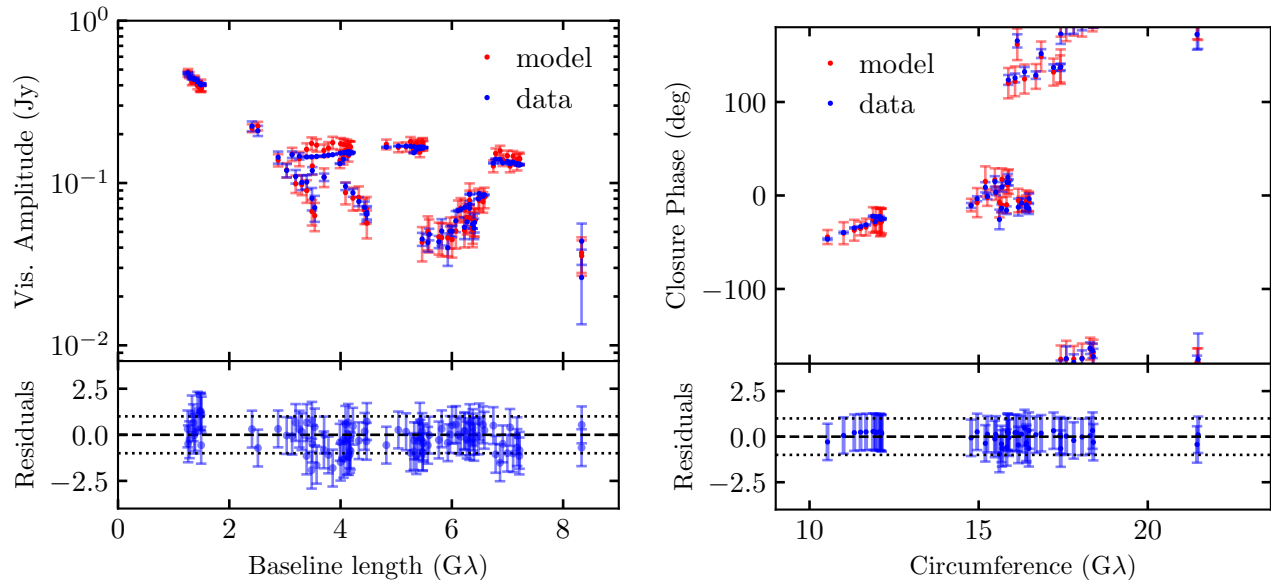 10⁰
10⁻¹
10⁻²
Vis. Amplitude (Jy)
model
data
2.5
0.0
−2.5
Residuals
0 2 4 6 8
Baseline length (Gλ)
100
0
−100
Closure Phase (deg)
model
data
2.5
0.0
−2.5
Residuals
10 15 20
Circumference (Gλ)